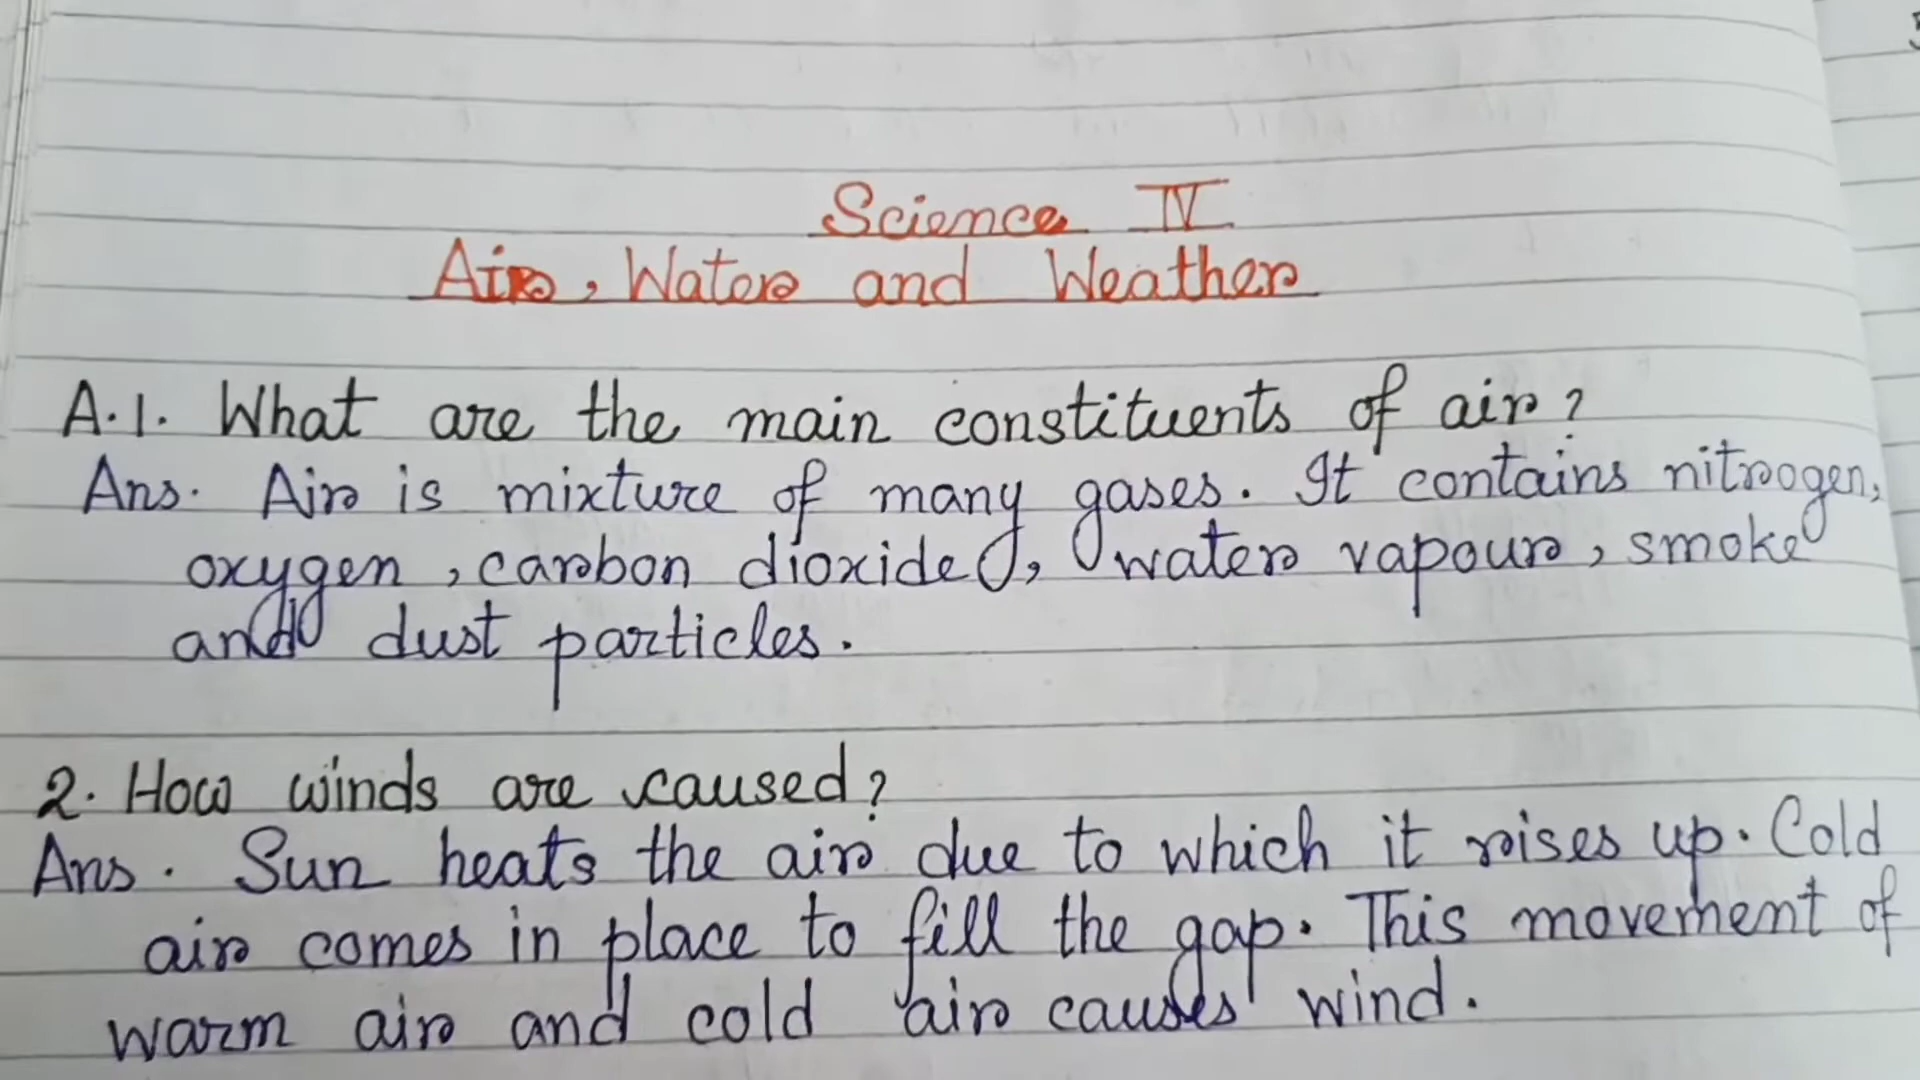 Science IV
Air, Water and Weather
A.1. What are the main constituents of air?
Ans. Air is mixture of many gases. It contains nitroogen,
oxygen, carbon dioxide, water vapour, smoke
and dust particles.
2. How winds are caused?
Ans. Sun heats the air due to which it rises up. Cold
air comes in place to fill the gap. This movement of
warm air and cold air causes wind.